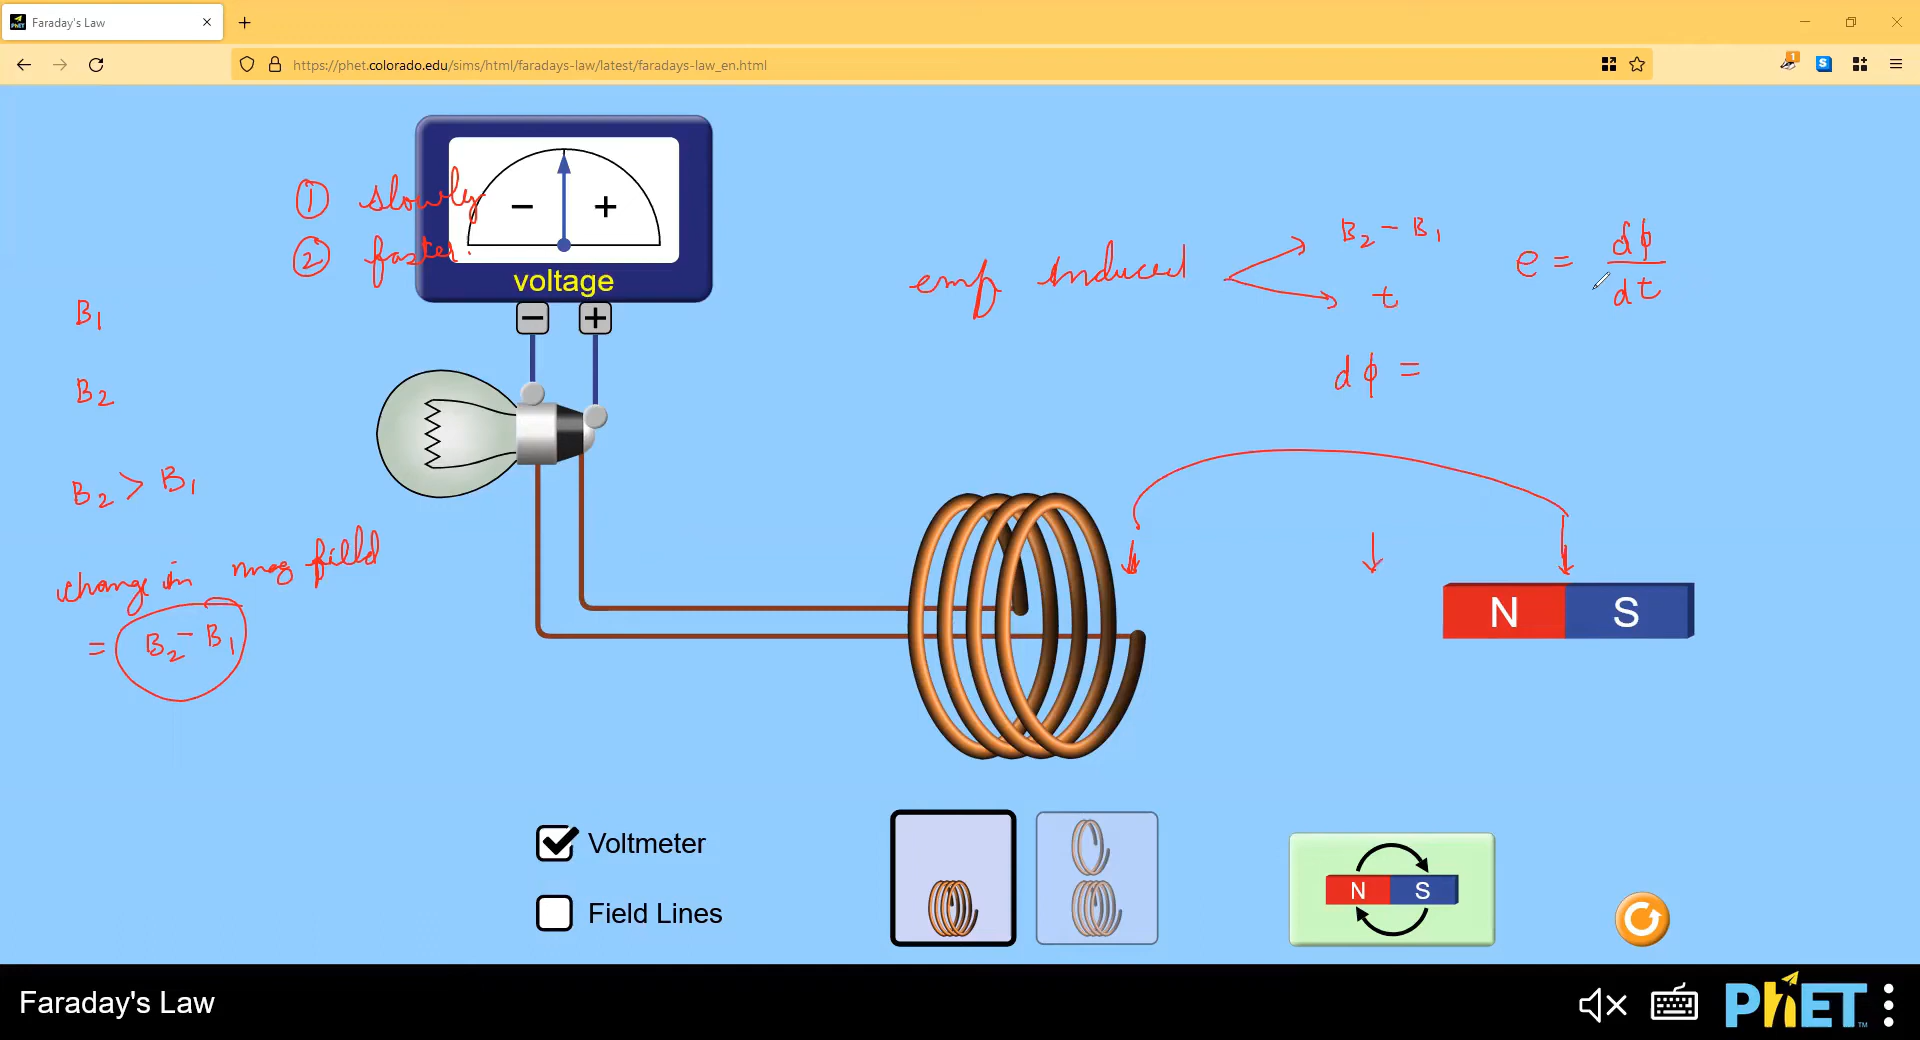 Faraday's Law
https://phet.colorado.edu/sims/html/faradays-law/latest/faradays-law_en.html
1
S
① slowly
② faster.
− +
voltage
− +
B₁
B₂
B₂ > B₁
change in mag field
= B₂ − B₁
emf Induced
B₂ − B₁
t
e = dϕ/dt
dϕ =
N S
Voltmeter
Field Lines
N S
Faraday's Law
PhET™